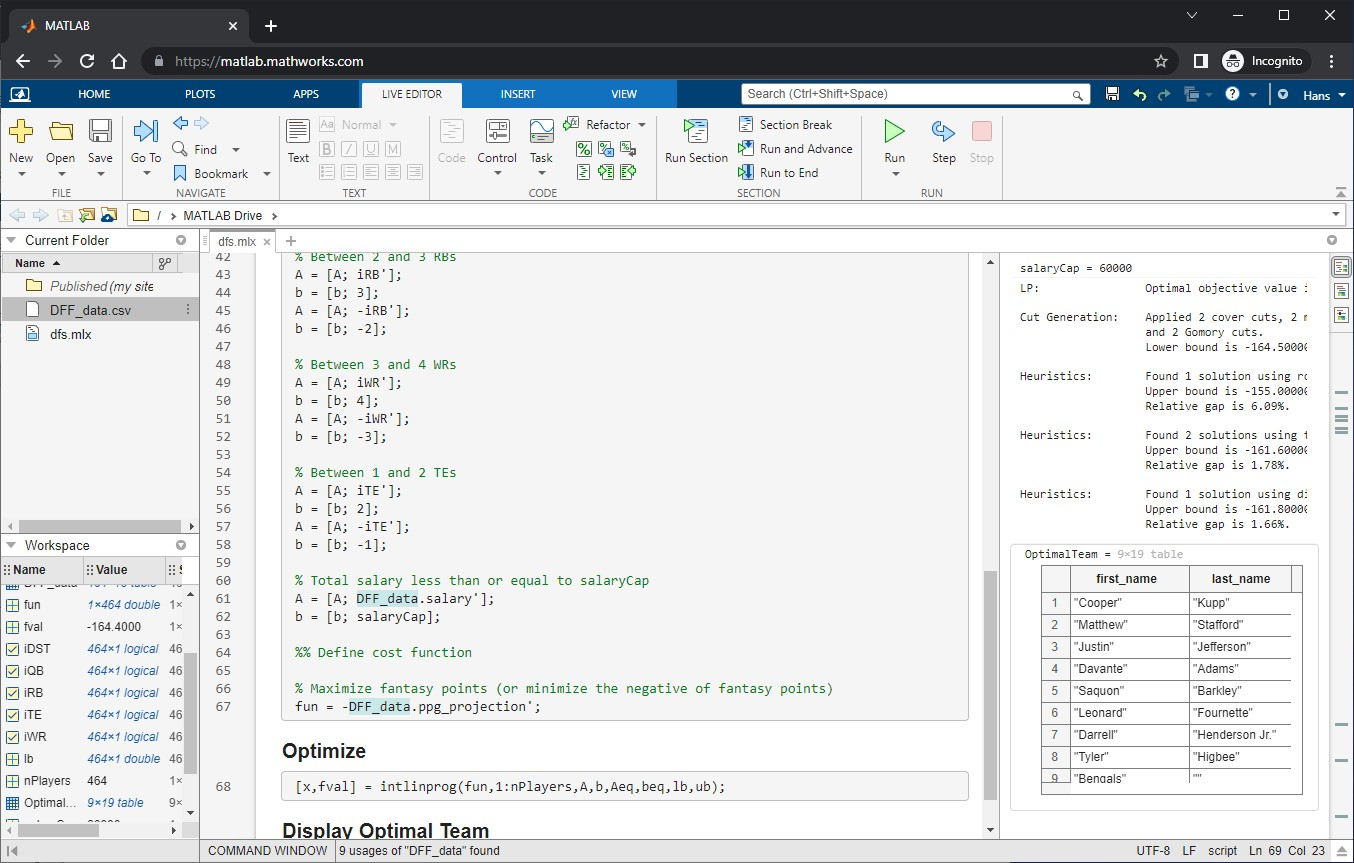 MATLAB
https://matlab.mathworks.com
Incognito
HOME PLOTS APPS LIVE EDITOR INSERT VIEW
Search (Ctrl+Shift+Space)
Hans
New Open Save
FILE
Go To Find Bookmark
NAVIGATE
Text Normal
B I U M
TEXT
Code Control Task Refactor
CODE
Run Section
Section Break
Run and Advance
Run to End
SECTION
Run Step Stop
RUN
/ MATLAB Drive
Current Folder
Name
Published (my site
DFF_data.csv
dfs.mlx
Workspace
Name Value
fun 1×464 double 1×
fval -164.4000 1×
iDST 464×1 logical 46
iQB 464×1 logical 46
iRB 464×1 logical 46
iTE 464×1 logical 46
iWR 464×1 logical 46
lb 464×1 double 46
nPlayers 464 1×
Optimal... 9×19 table 9×
dfs.mlx
42 % Between 2 and 3 RBs
43 A = [A; iRB'];
44 b = [b; 3];
45 A = [A; -iRB'];
46 b = [b; -2];
47
48 % Between 3 and 4 WRs
49 A = [A; iWR'];
50 b = [b; 4];
51 A = [A; -iWR'];
52 b = [b; -3];
53
54 % Between 1 and 2 TEs
55 A = [A; iTE'];
56 b = [b; 2];
57 A = [A; -iTE'];
58 b = [b; -1];
59
60 % Total salary less than or equal to salaryCap
61 A = [A; DFF_data.salary'];
62 b = [b; salaryCap];
63
64 %% Define cost function
65
66 % Maximize fantasy points (or minimize the negative of fantasy points)
67 fun = -DFF_data.ppg_projection';
Optimize
68 [x,fval] = intlinprog(fun,1:nPlayers,A,b,Aeq,beq,lb,ub);
Display Optimal Team
salaryCap = 60000
LP: Optimal objective value i
Cut Generation: Applied 2 cover cuts, 2 m
and 2 Gomory cuts.
Lower bound is -164.50000
Heuristics: Found 1 solution using ro
Upper bound is -155.00000
Relative gap is 6.09%.
Heuristics: Found 2 solutions using
Upper bound is -161.60000
Relative gap is 1.78%.
Heuristics: Found 1 solution using di
Upper bound is -161.80000
Relative gap is 1.66%.
OptimalTeam = 9×19 table
first_name last_name
1 "Cooper" "Kupp"
2 "Matthew" "Stafford"
3 "Justin" "Jefferson"
4 "Davante" "Adams"
5 "Saquon" "Barkley"
6 "Leonard" "Fournette"
7 "Darrell" "Henderson Jr."
8 "Tyler" "Higbee"
9 "Bengals" ""
COMMAND WINDOW 9 usages of "DFF_data" found
UTF-8 LF script Ln 69 Col 23